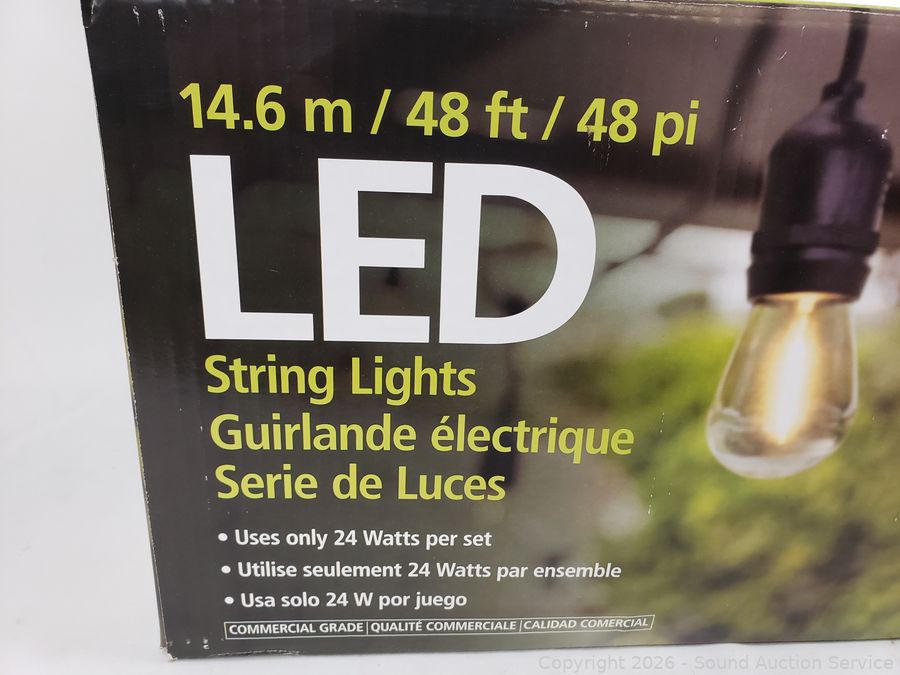 14.6 m / 48 ft / 48 pi
LED
String Lights
Guirlande électrique
Serie de Luces
• Uses only 24 Watts per set
• Utilise seulement 24 Watts par ensemble
• Usa solo 24 W por juego
COMMERCIAL GRADE | QUALITÉ COMMERCIALE | CALIDAD COMERCIAL
Copyright 2026 - Sound Auction Service